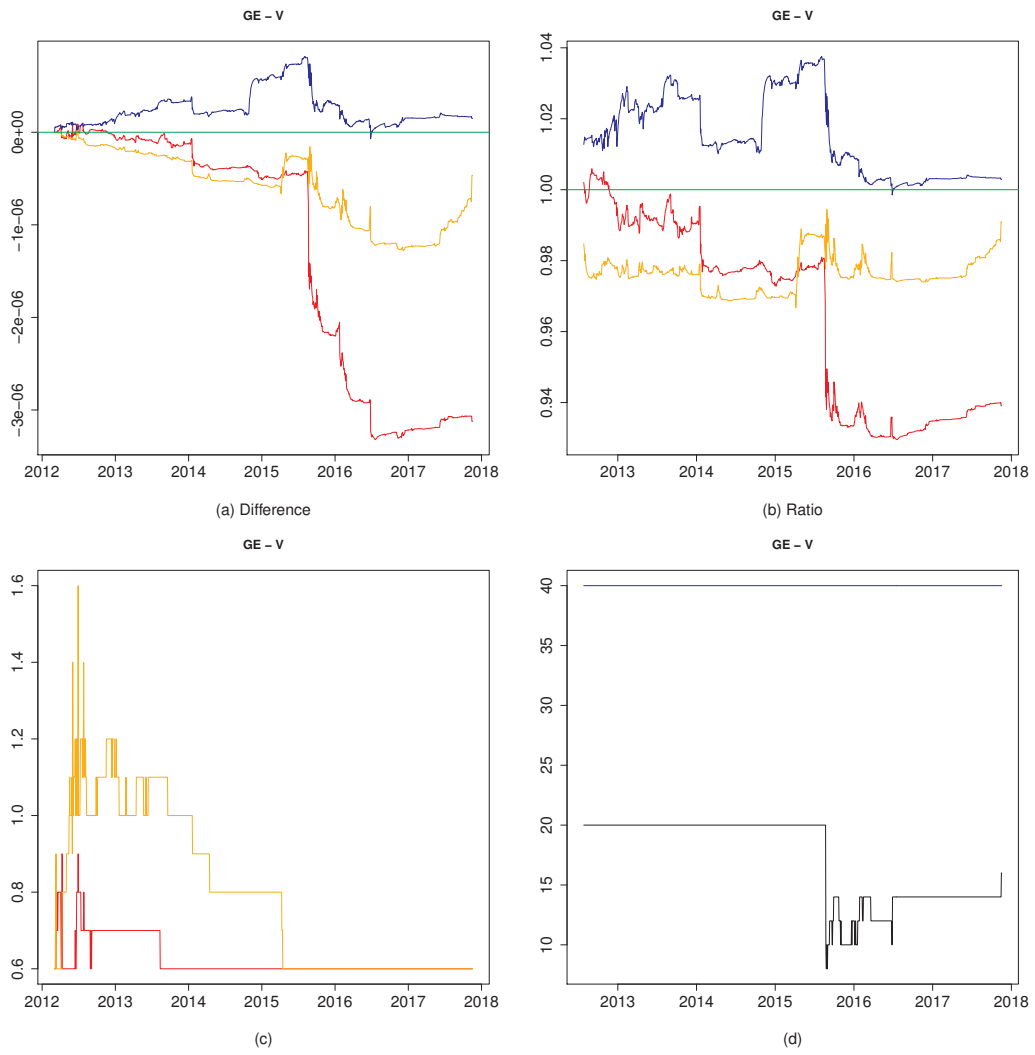 GE – V
0e+00
−1e−06
−2e−06
−3e−06
2012 2013 2014 2015 2016 2017 2018
(a) Difference
GE – V
1.04
1.02
1.00
0.98
0.96
0.94
2013 2014 2015 2016 2017 2018
(b) Ratio
GE – V
1.6
1.4
1.2
1.0
0.8
0.6
2012 2013 2014 2015 2016 2017 2018
(c)
GE – V
40
35
30
25
20
15
10
2013 2014 2015 2016 2017 2018
(d)